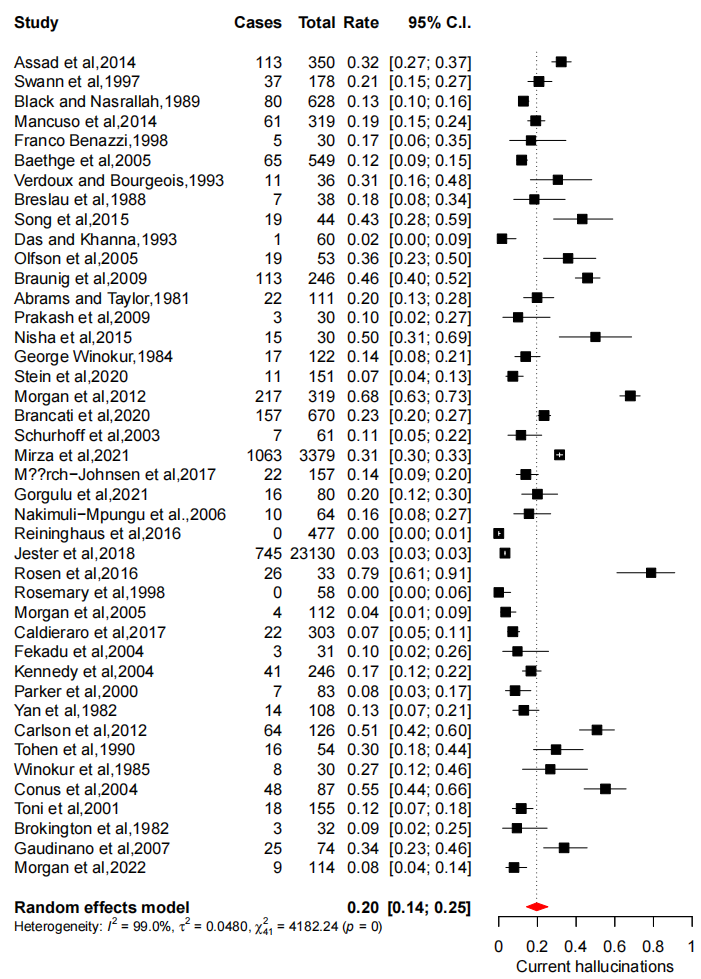 Study Cases Total Rate 95% C.I.
Assad et al,2014 113 350 0.32 [0.27; 0.37]
Swann et al,1997 37 178 0.21 [0.15; 0.27]
Black and Nasrallah,1989 80 628 0.13 [0.10; 0.16]
Mancuso et al,2014 61 319 0.19 [0.15; 0.24]
Franco Benazzi,1998 5 30 0.17 [0.06; 0.35]
Baethge et al,2005 65 549 0.12 [0.09; 0.15]
Verdoux and Bourgeois,1993 11 36 0.31 [0.16; 0.48]
Breslau et al,1988 7 38 0.18 [0.08; 0.34]
Song et al,2015 19 44 0.43 [0.28; 0.59]
Das and Khanna,1993 1 60 0.02 [0.00; 0.09]
Olfson et al,2005 19 53 0.36 [0.23; 0.50]
Braunig et al,2009 113 246 0.46 [0.40; 0.52]
Abrams and Taylor,1981 22 111 0.20 [0.13; 0.28]
Prakash et al,2009 3 30 0.10 [0.02; 0.27]
Nisha et al,2015 15 30 0.50 [0.31; 0.69]
George Winokur,1984 17 122 0.14 [0.08; 0.21]
Stein et al,2020 11 151 0.07 [0.04; 0.13]
Morgan et al,2012 217 319 0.68 [0.63; 0.73]
Brancati et al,2020 157 670 0.23 [0.20; 0.27]
Schurhoff et al,2003 7 61 0.11 [0.05; 0.22]
Mirza et al,2021 1063 3379 0.31 [0.30; 0.33]
M??rch−Johnsen et al,2017 22 157 0.14 [0.09; 0.20]
Gorgulu et al,2021 16 80 0.20 [0.12; 0.30]
Nakimuli−Mpungu et al.,2006 10 64 0.16 [0.08; 0.27]
Reininghaus et al,2016 0 477 0.00 [0.00; 0.01]
Jester et al,2018 745 23130 0.03 [0.03; 0.03]
Rosen et al,2016 26 33 0.79 [0.61; 0.91]
Rosemary et al,1998 0 58 0.00 [0.00; 0.06]
Morgan et al,2005 4 112 0.04 [0.01; 0.09]
Caldieraro et al,2017 22 303 0.07 [0.05; 0.11]
Fekadu et al,2004 3 31 0.10 [0.02; 0.26]
Kennedy et al,2004 41 246 0.17 [0.12; 0.22]
Parker et al,2000 7 83 0.08 [0.03; 0.17]
Yan et al,1982 14 108 0.13 [0.07; 0.21]
Carlson et al,2012 64 126 0.51 [0.42; 0.60]
Tohen et al,1990 16 54 0.30 [0.18; 0.44]
Winokur et al,1985 8 30 0.27 [0.12; 0.46]
Conus et al,2004 48 87 0.55 [0.44; 0.66]
Toni et al,2001 18 155 0.12 [0.07; 0.18]
Brokington et al,1982 3 32 0.09 [0.02; 0.25]
Gaudinano et al,2007 25 74 0.34 [0.23; 0.46]
Morgan et al,2022 9 114 0.08 [0.04; 0.14]
Random effects model 0.20 [0.14; 0.25]
Heterogeneity: I² = 99.0%, τ² = 0.0480, χ²₄₁ = 4182.24 (p = 0)
0 0.2 0.4 0.6 0.8 1
Current hallucinations